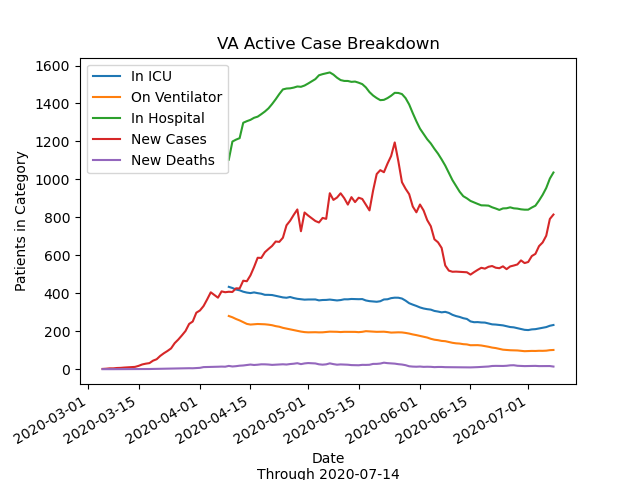 VA Active Case Breakdown
1600
1400
1200
1000
800
600
400
200
0
Patients in Category
In ICU
On Ventilator
In Hospital
New Cases
New Deaths
2020-03-01
2020-03-15
2020-04-01
2020-04-15
2020-05-01
2020-05-15
2020-06-01
2020-06-15
2020-07-01
Date
Through 2020-07-14